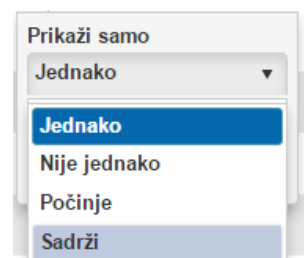 Prikaži samo
Jednako
Jednako
Nije jednako
Počinje
Sadrži